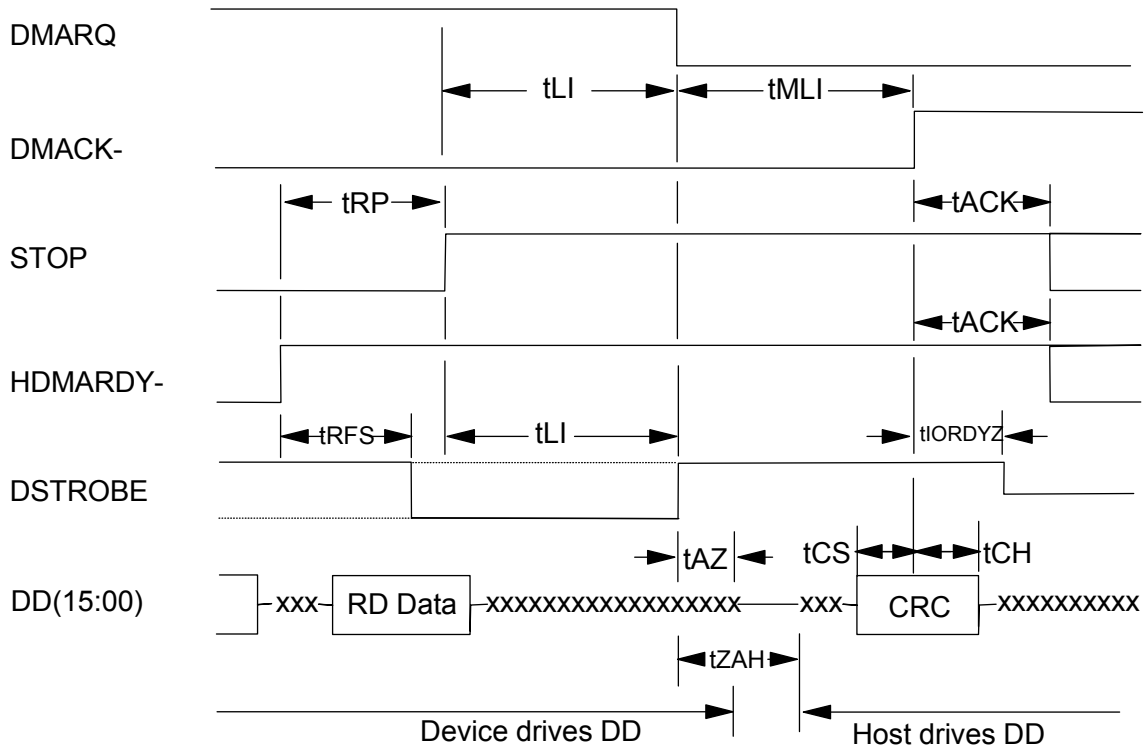 DMARQ
tLI
tMLI
DMACK-
tRP
tACK
STOP
tACK
HDMARDY-
tRFS
tLI
tIORDYZ
DSTROBE
tAZ
tCS
tCH
DD(15:00)
xxx
RD Data
xxxxxxxxxxxxxxxxxx
xxx
CRC
xxxxxxxxxx
tZAH
Device drives DD
Host drives DD